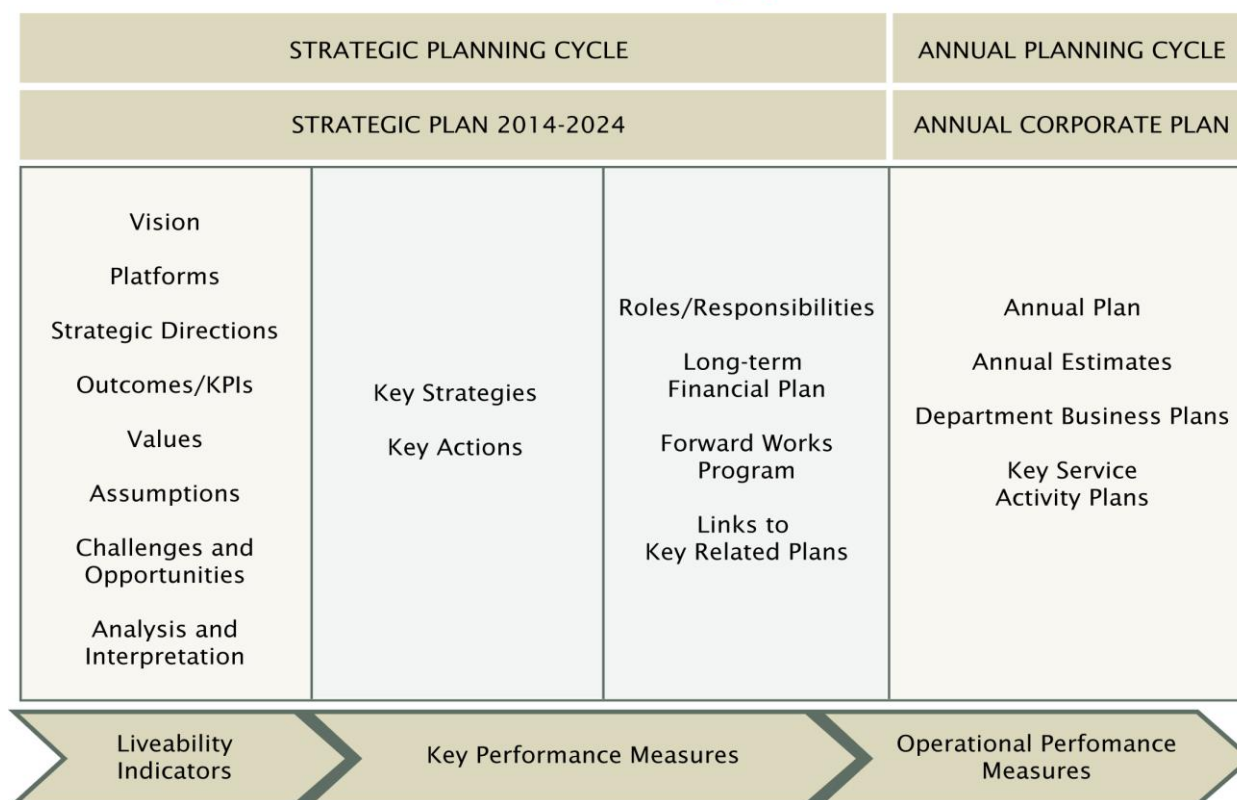 STRATEGIC PLANNING CYCLE
ANNUAL PLANNING CYCLE
STRATEGIC PLAN 2014-2024
ANNUAL CORPORATE PLAN
Vision
Platforms
Strategic Directions
Outcomes/KPIs
Values
Assumptions
Challenges and
Opportunities
Analysis and
Interpretation
Key Strategies
Key Actions
Roles/Responsibilities
Long-term
Financial Plan
Forward Works
Program
Links to
Key Related Plans
Annual Plan
Annual Estimates
Department Business Plans
Key Service
Activity Plans
Liveability
Indicators
Key Performance Measures
Operational Perfomance
Measures